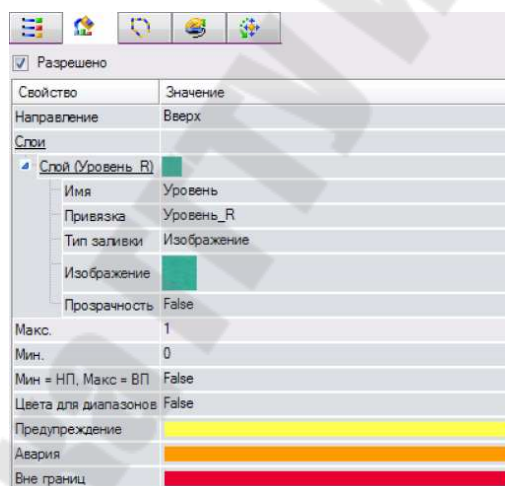 Разрешено
Свойство Значение
Направление Вверх
Слои
Слой (Уровень_R)
Имя Уровень
Привязка Уровень_R
Тип заливки Изображение
Изображение
Прозрачность False
Макс. 1
Мин. 0
Мин = НП, Макс = ВП False
Цвета для диапазонов False
Предупреждение
Авария
Вне границ